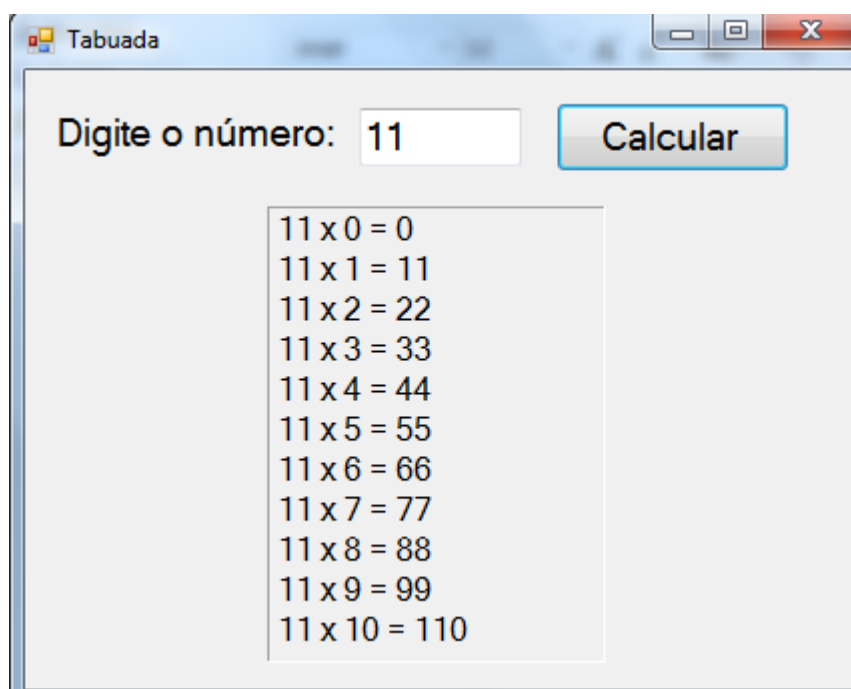 Tabuada
Digite o número: 11 Calcular
11 x 0 = 0
11 x 1 = 11
11 x 2 = 22
11 x 3 = 33
11 x 4 = 44
11 x 5 = 55
11 x 6 = 66
11 x 7 = 77
11 x 8 = 88
11 x 9 = 99
11 x 10 = 110